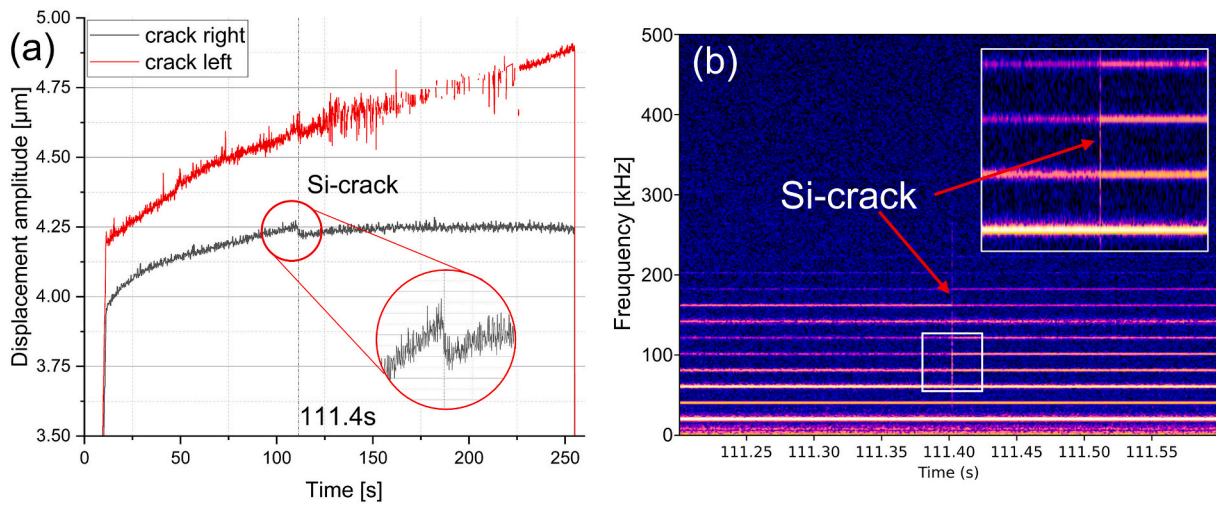 (a)
crack right
crack left
Displacement amplitude [µm]
5.00
4.75
4.50
4.25
4.00
3.75
3.50
Si-crack
111.4s
0
50
100
150
200
250
Time [s]
(b)
Freuquency [kHz]
500
400
300
200
100
0
Si-crack
111.25
111.30
111.35
111.40
111.45
111.50
111.55
Time (s)